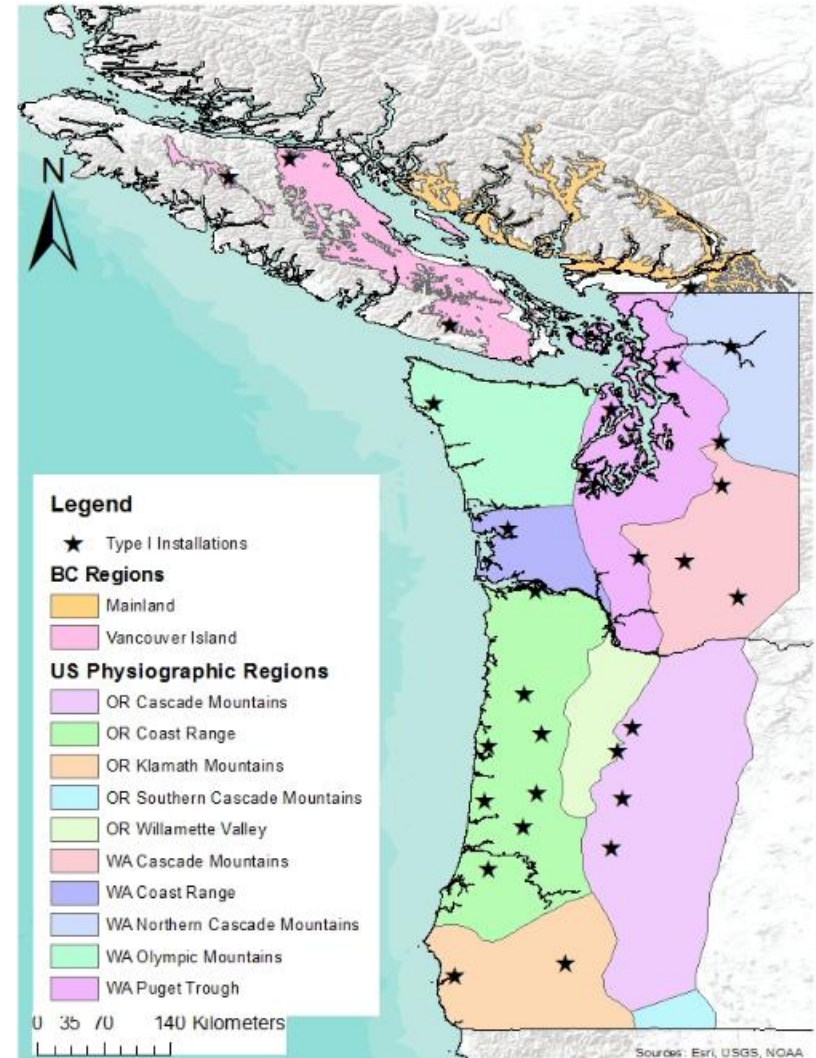 N
Legend
Type I Installations
BC Regions
Mainland
Vancouver Island
US Physiographic Regions
OR Cascade Mountains
OR Coast Range
OR Klamath Mountains
OR Southern Cascade Mountains
OR Willamette Valley
WA Cascade Mountains
WA Coast Range
WA Northern Cascade Mountains
WA Olympic Mountains
WA Puget Trough
0 35 70 140 Kilometers
Sources: Esri, USGS, NOAA